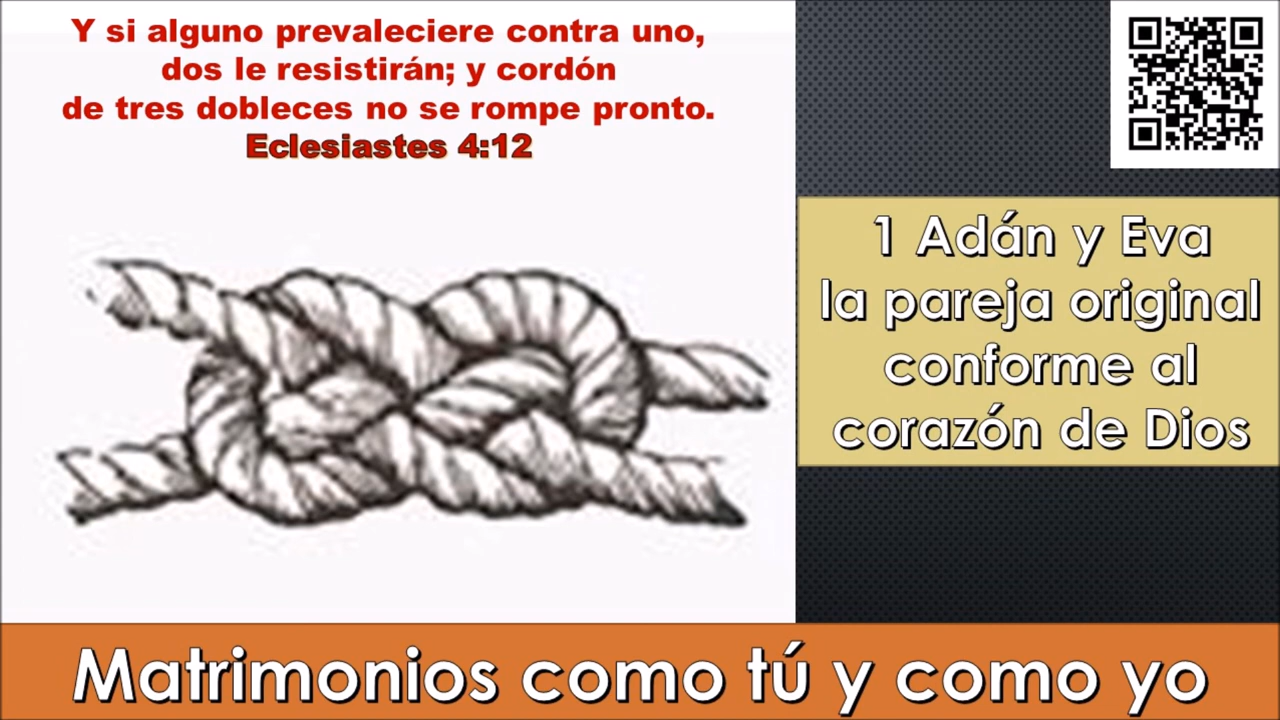 Y si alguno prevaleciere contra uno,
dos le resistirán; y cordón
de tres dobleces no se rompe pronto.
Eclesiastes 4:12
1 Adán y Eva
la pareja original
conforme al
corazón de Dios
Matrimonios como tú y como yo